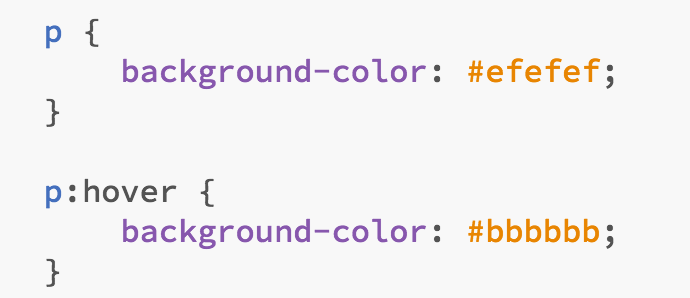 p {
    background-color: #efefef;
}

p:hover {
    background-color: #bbbbbb;
}